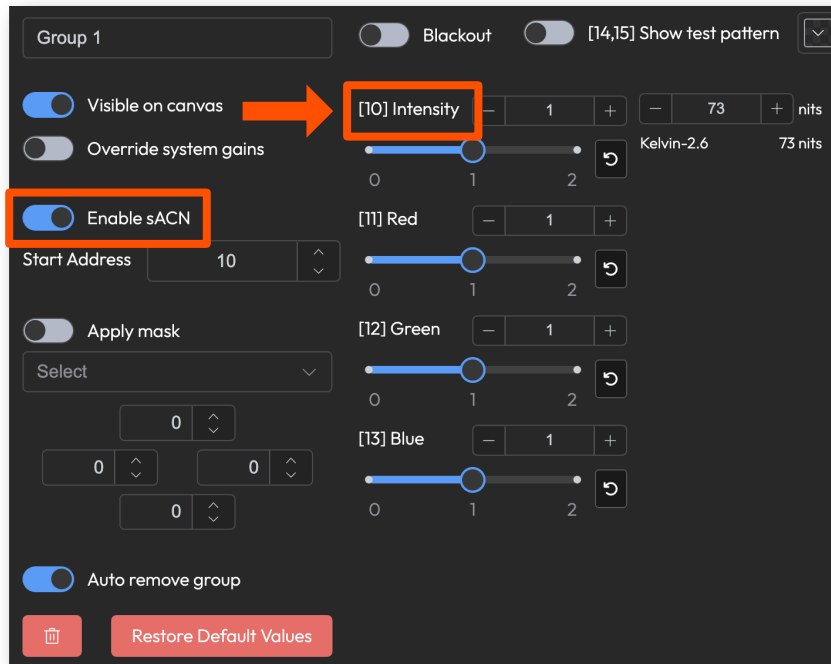 Group 1
Blackout
[14,15] Show test pattern
Visible on canvas
[10] Intensity
1
73
nits
Override system gains
Kelvin-2.6
73 nits
0 1 2
Enable sACN
[11] Red
1
Start Address
10
0 1 2
Apply mask
[12] Green
1
Select
0 1 2
0
[13] Blue
1
0
0
0
0 1 2
Auto remove group
Restore Default Values